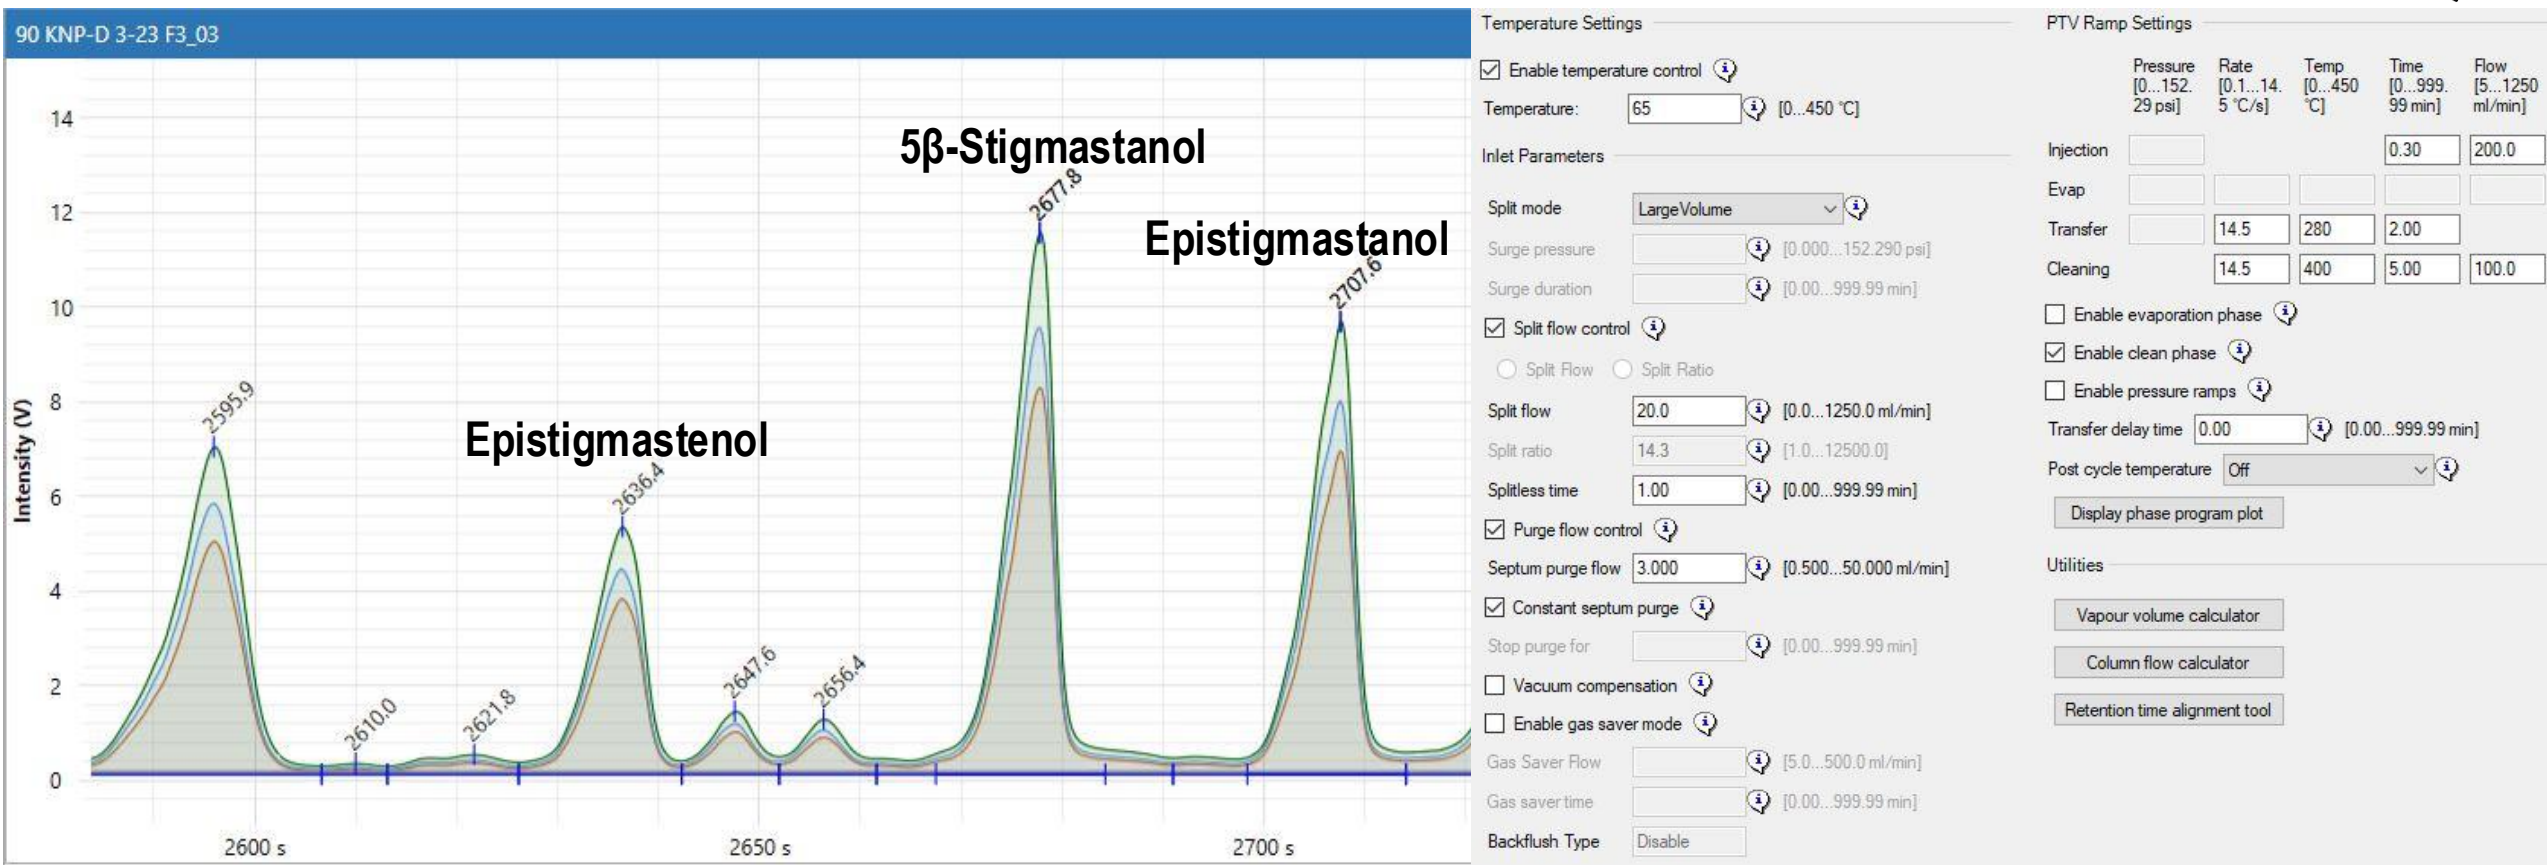 90 KNP-D 3-23 F3_03
Intensity (V)
14
12
10
8
6
4
2
0
2600 s
2650 s
2700 s
5β-Stigmastanol
2677.8
Epistigmastanol
2707.6
2595.9
Epistigmastenol
2636.4
2610.0
2621.8
2647.6
2656.4
Temperature Settings
Enable temperature control
Temperature: 65 [0...450 °C]
Inlet Parameters
Split mode LargeVolume
Surge pressure [0.000...152.290 psi]
Surge duration [0.00...999.99 min]
Split flow control
Split Flow Split Ratio
Split flow 20.0 [0.0...1250.0 ml/min]
Split ratio 14.3 [1.0...12500.0]
Splitless time 1.00 [0.00...999.99 min]
Purge flow control
Septum purge flow 3.000 [0.500...50.000 ml/min]
Constant septum purge
Stop purge for [0.00...999.99 min]
Vacuum compensation
Enable gas saver mode
Gas Saver Flow [5.0...500.0 ml/min]
Gas saver time [0.00...999.99 min]
Backflush Type Disable
PTV Ramp Settings
Pressure Rate Temp Time Flow
[0...152. [0.1...14. [0...450 [0...999. [5...1250
29 psi] 5 °C/s] °C] 99 min] ml/min]
Injection 0.30 200.0
Evap
Transfer 14.5 280 2.00
Cleaning 14.5 400 5.00 100.0
Enable evaporation phase
Enable clean phase
Enable pressure ramps
Transfer delay time 0.00 [0.00...999.99 min]
Post cycle temperature Off
Display phase program plot
Utilities
Vapour volume calculator
Column flow calculator
Retention time alignment tool